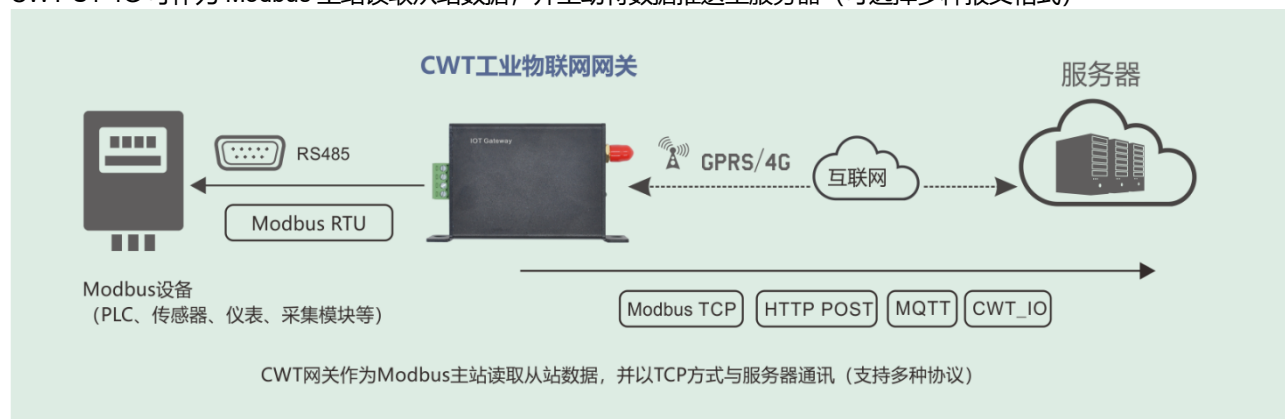 CWT工业物联网网关
服务器
IOT Gateway
RS485
GPRS/4G
互联网
Modbus RTU
Modbus设备
（PLC、传感器、仪表、采集模块等）
Modbus TCP
HTTP POST
MQTT
CWT_IO
CWT网关作为Modbus主站读取从站数据，并以TCP方式与服务器通讯（支持多种协议）